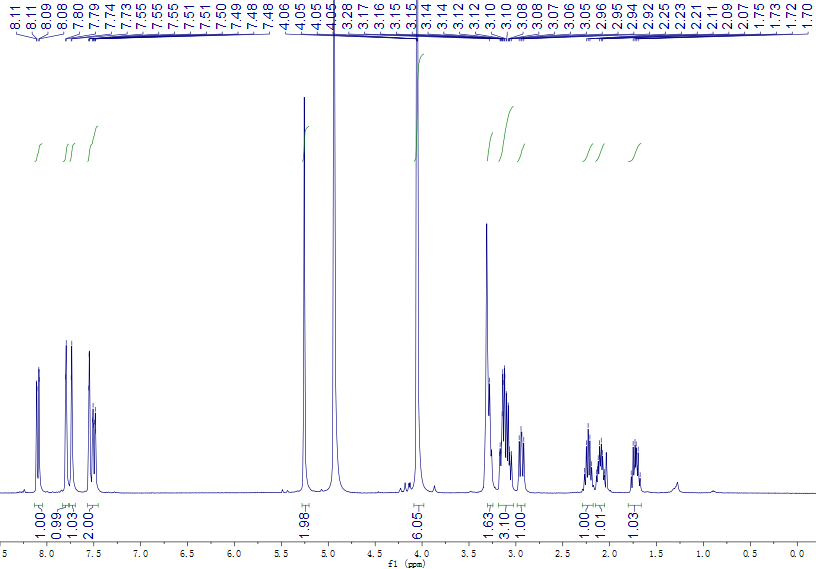 8.11 8.11 8.09 8.08 7.80 7.79 7.74 7.73 7.55 7.55 7.55 7.51 7.51 7.50 7.49 7.48 7.48 4.06 4.05 4.05 4.05 3.28 3.17 3.16 3.15 3.15 3.14 3.14 3.12 3.12 3.10 3.10 3.08 3.08 3.07 3.06 3.05 2.96 2.95 2.94 2.92 2.25 2.23 2.21 2.11 2.09 2.07 1.75 1.73 1.72 1.70
1.00 0.99 1.03 2.00 1.98 6.05 1.63 3.10 1.00 1.00 1.01 1.03
5 8.0 7.5 7.0 6.5 6.0 5.5 5.0 4.5 4.0 3.5 3.0 2.5 2.0 1.5 1.0 0.5 0.0
f1 (ppm)